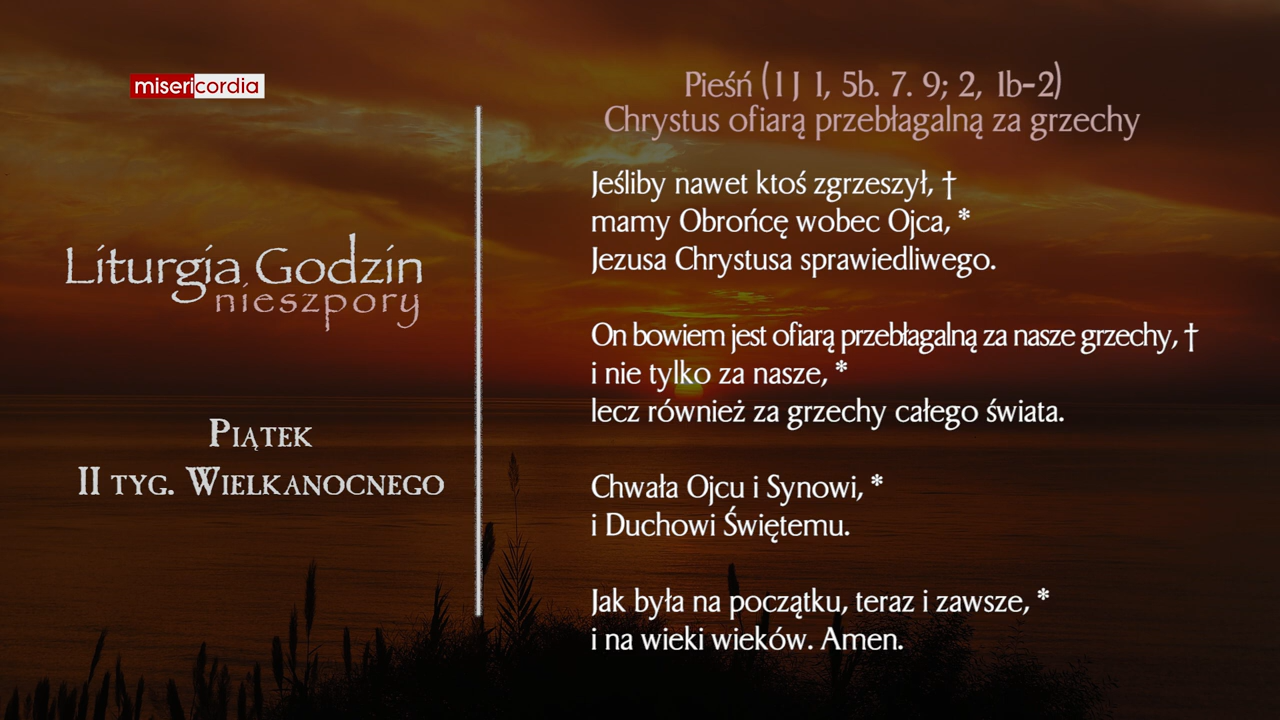 misericordia
Liturgia Godzin
nieszpory
Piątek
II tyg. Wielkanocnego
Pieśń (1 J 1, 5b. 7. 9; 2, 1b-2)
Chrystus ofiarą przebłagalną za grzechy
Jeśliby nawet ktoś zgrzeszył, †
mamy Obrońcę wobec Ojca, *
Jezusa Chrystusa sprawiedliwego.
On bowiem jest ofiarą przebłagalną za nasze grzechy, †
i nie tylko za nasze, *
lecz również za grzechy całego świata.
Chwała Ojcu i Synowi, *
i Duchowi Świętemu.
Jak była na początku, teraz i zawsze, *
i na wieki wieków. Amen.